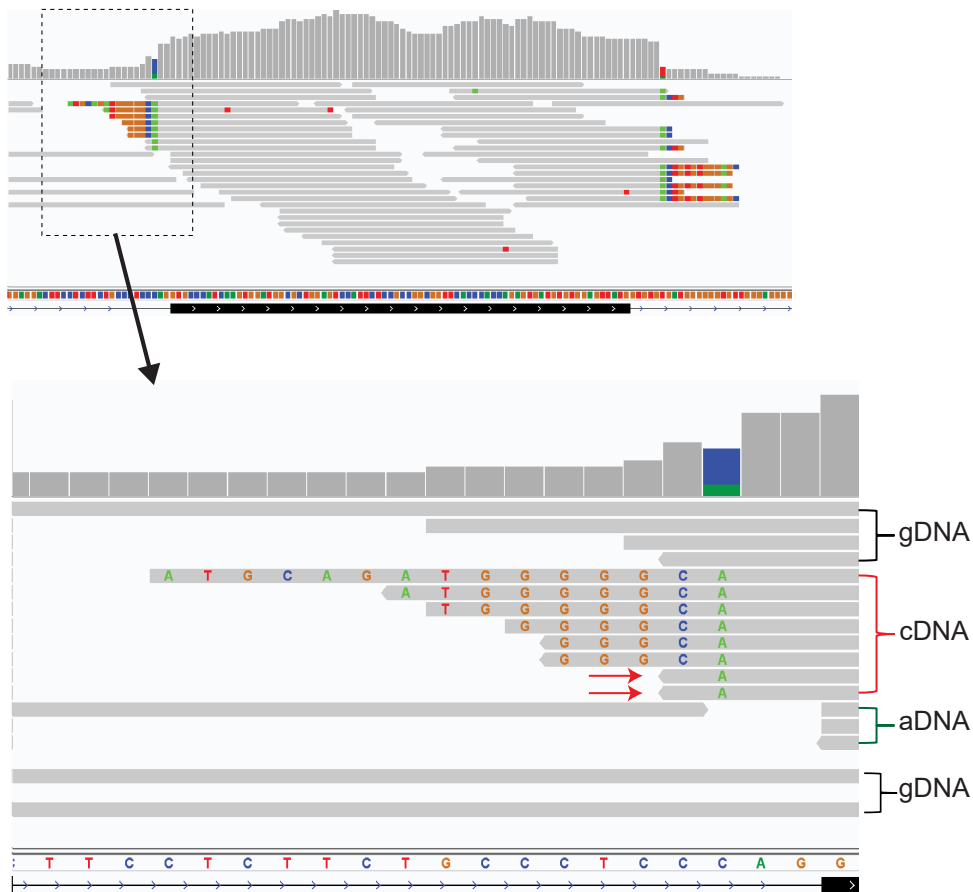 gDNA
A T G C A G A T G G G G G C A
A T G G G G G C A
T G G G G G C A
G G G G C A
cDNA
G G G C A
G G G C A
A
A
aDNA
gDNA
T T C C T C T T C T G C C C T C C C A G G